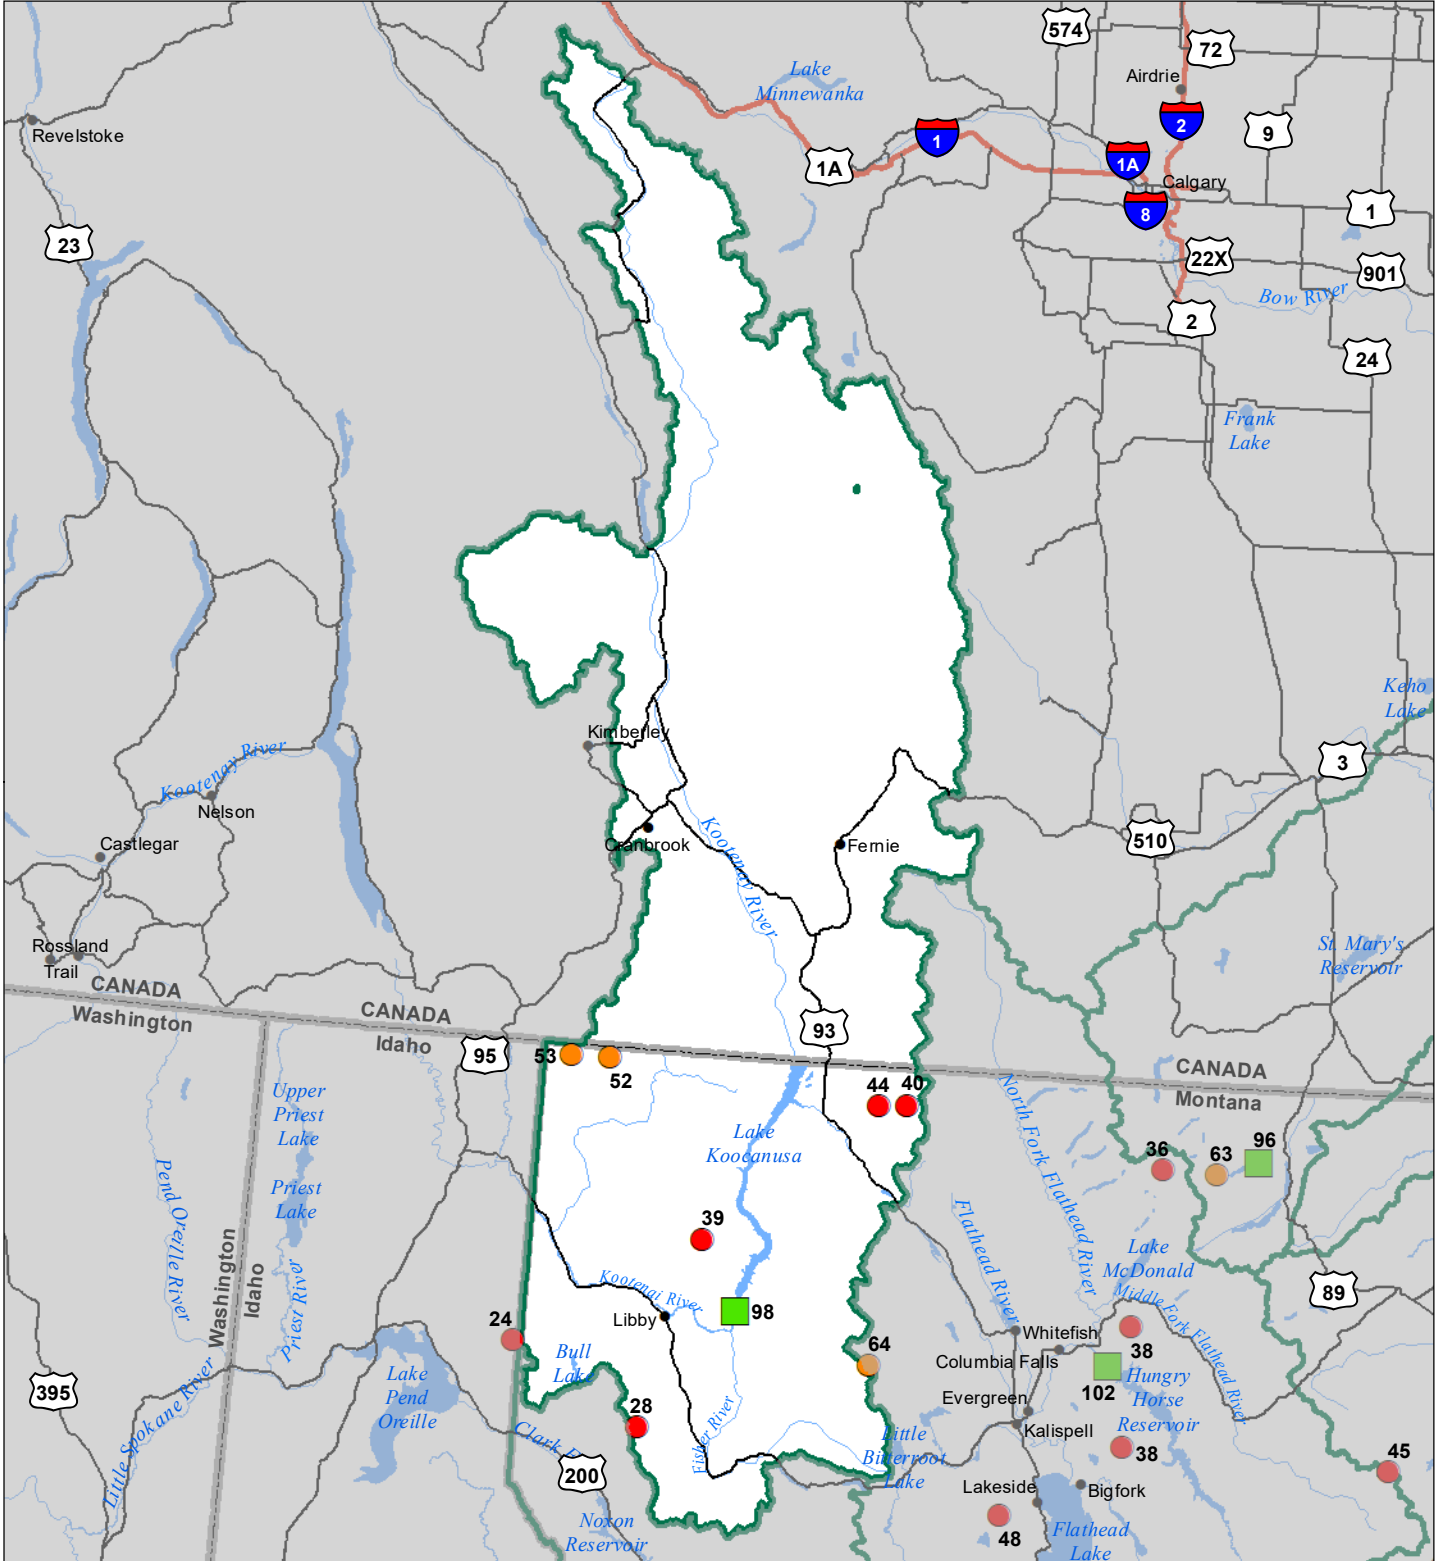 574
72
Airdrie
Lake
Minnewanka
2
9
Revelstoke
1
1A
1A
Calgary
8
1
23
22X
901
Bow River
2
24
Frank
Lake
Keho
Lake
Kimberley
Kootenay River
3
Nelson
Castlegar
Cranbrook
Kootenay River
Fernie
510
Rossland
Trail
St. Mary's
Reservoir
CANADA
Washington
CANADA
Idaho
93
95
53
52
CANADA
Montana
44
40
Upper
Priest
Lake
Lake
Koocanusa
North Fork Flathead River
36
63
96
Pend Oreille River
Priest
Lake
39
Flathead River
Lake
McDonald
Washington
Idaho
Priest River
Kootenai River
Middle Fork Flathead River
89
98
Libby
24
Whitefish
38
Columbia Falls
64
Bull
Lake
102
Hungry
Horse
Reservoir
395
Lake
Pend
Oreille
Little Spokane River
Evergreen
28
Kalispell
Fisher River
Clark F
Little
Bitterroot
Lake
38
45
200
Lakeside
Bigfork
Noxon
Reservoir
48
Flathead
Lake